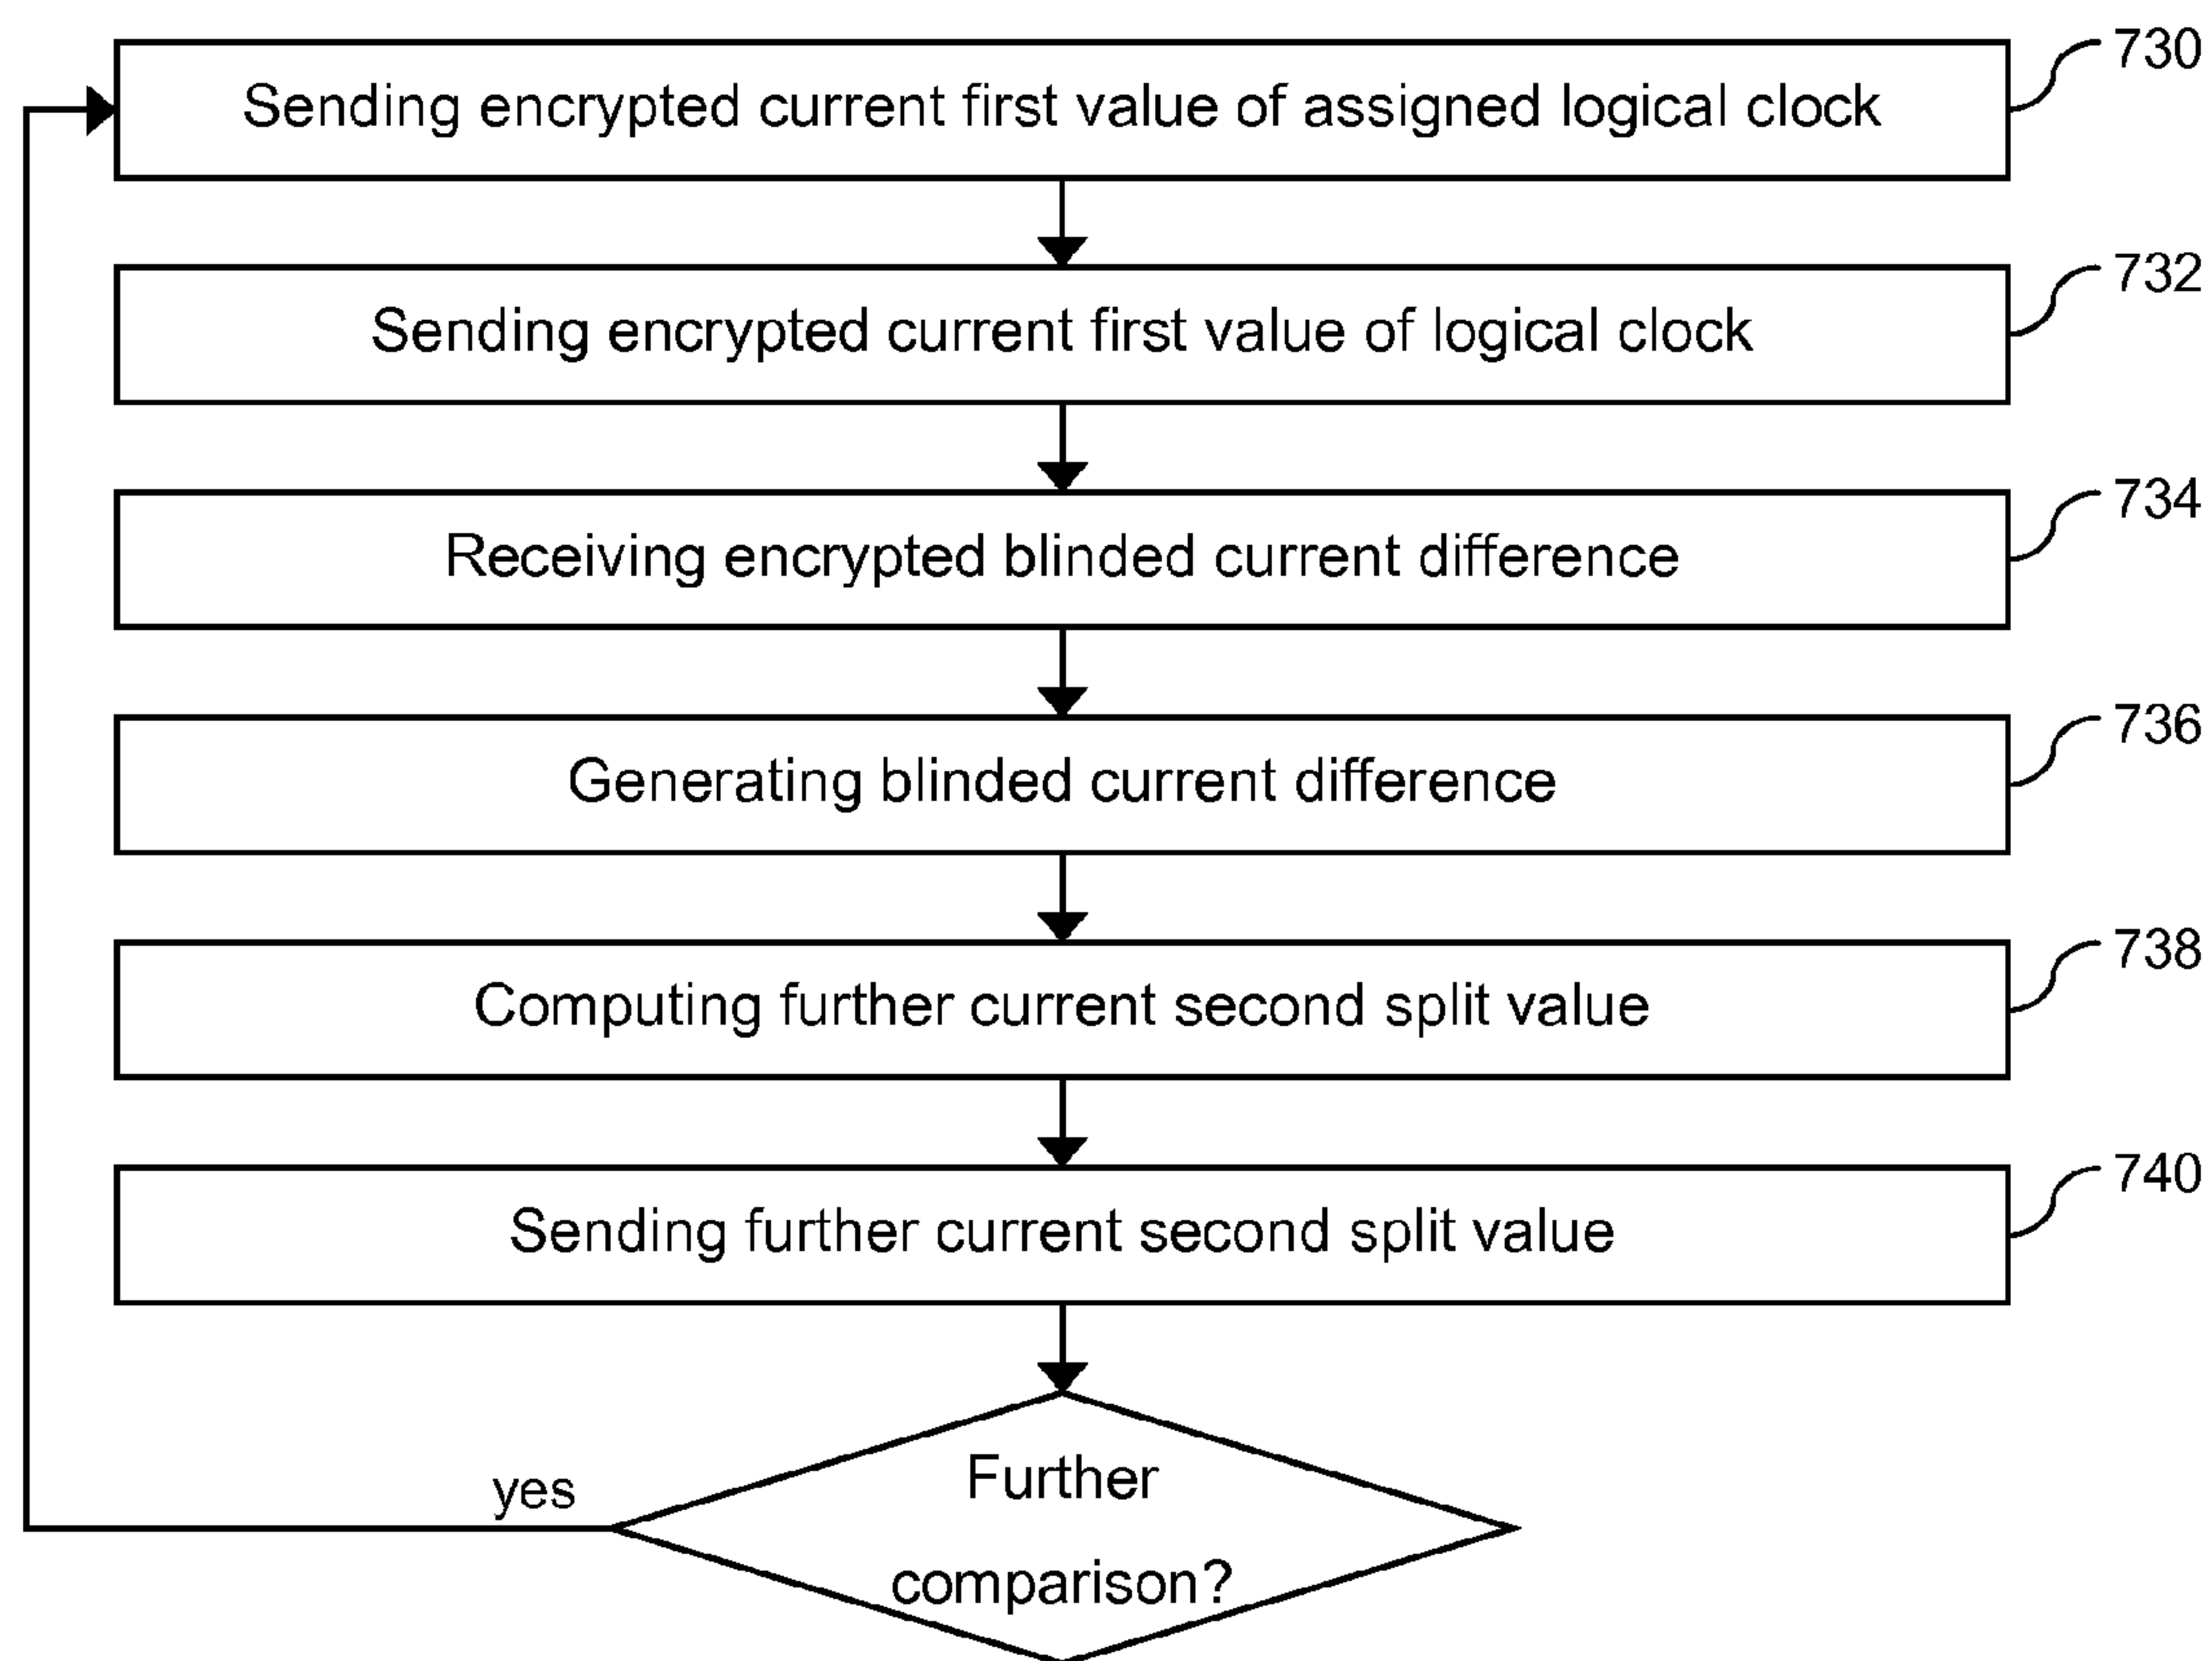 730
Sending encrypted current first value of assigned logical clock
732
Sending encrypted current first value of logical clock
734
Receiving encrypted blinded current difference
736
Generating blinded current difference
738
Computing further current second split value
740
Sending further current second split value
yes
Further
comparison?